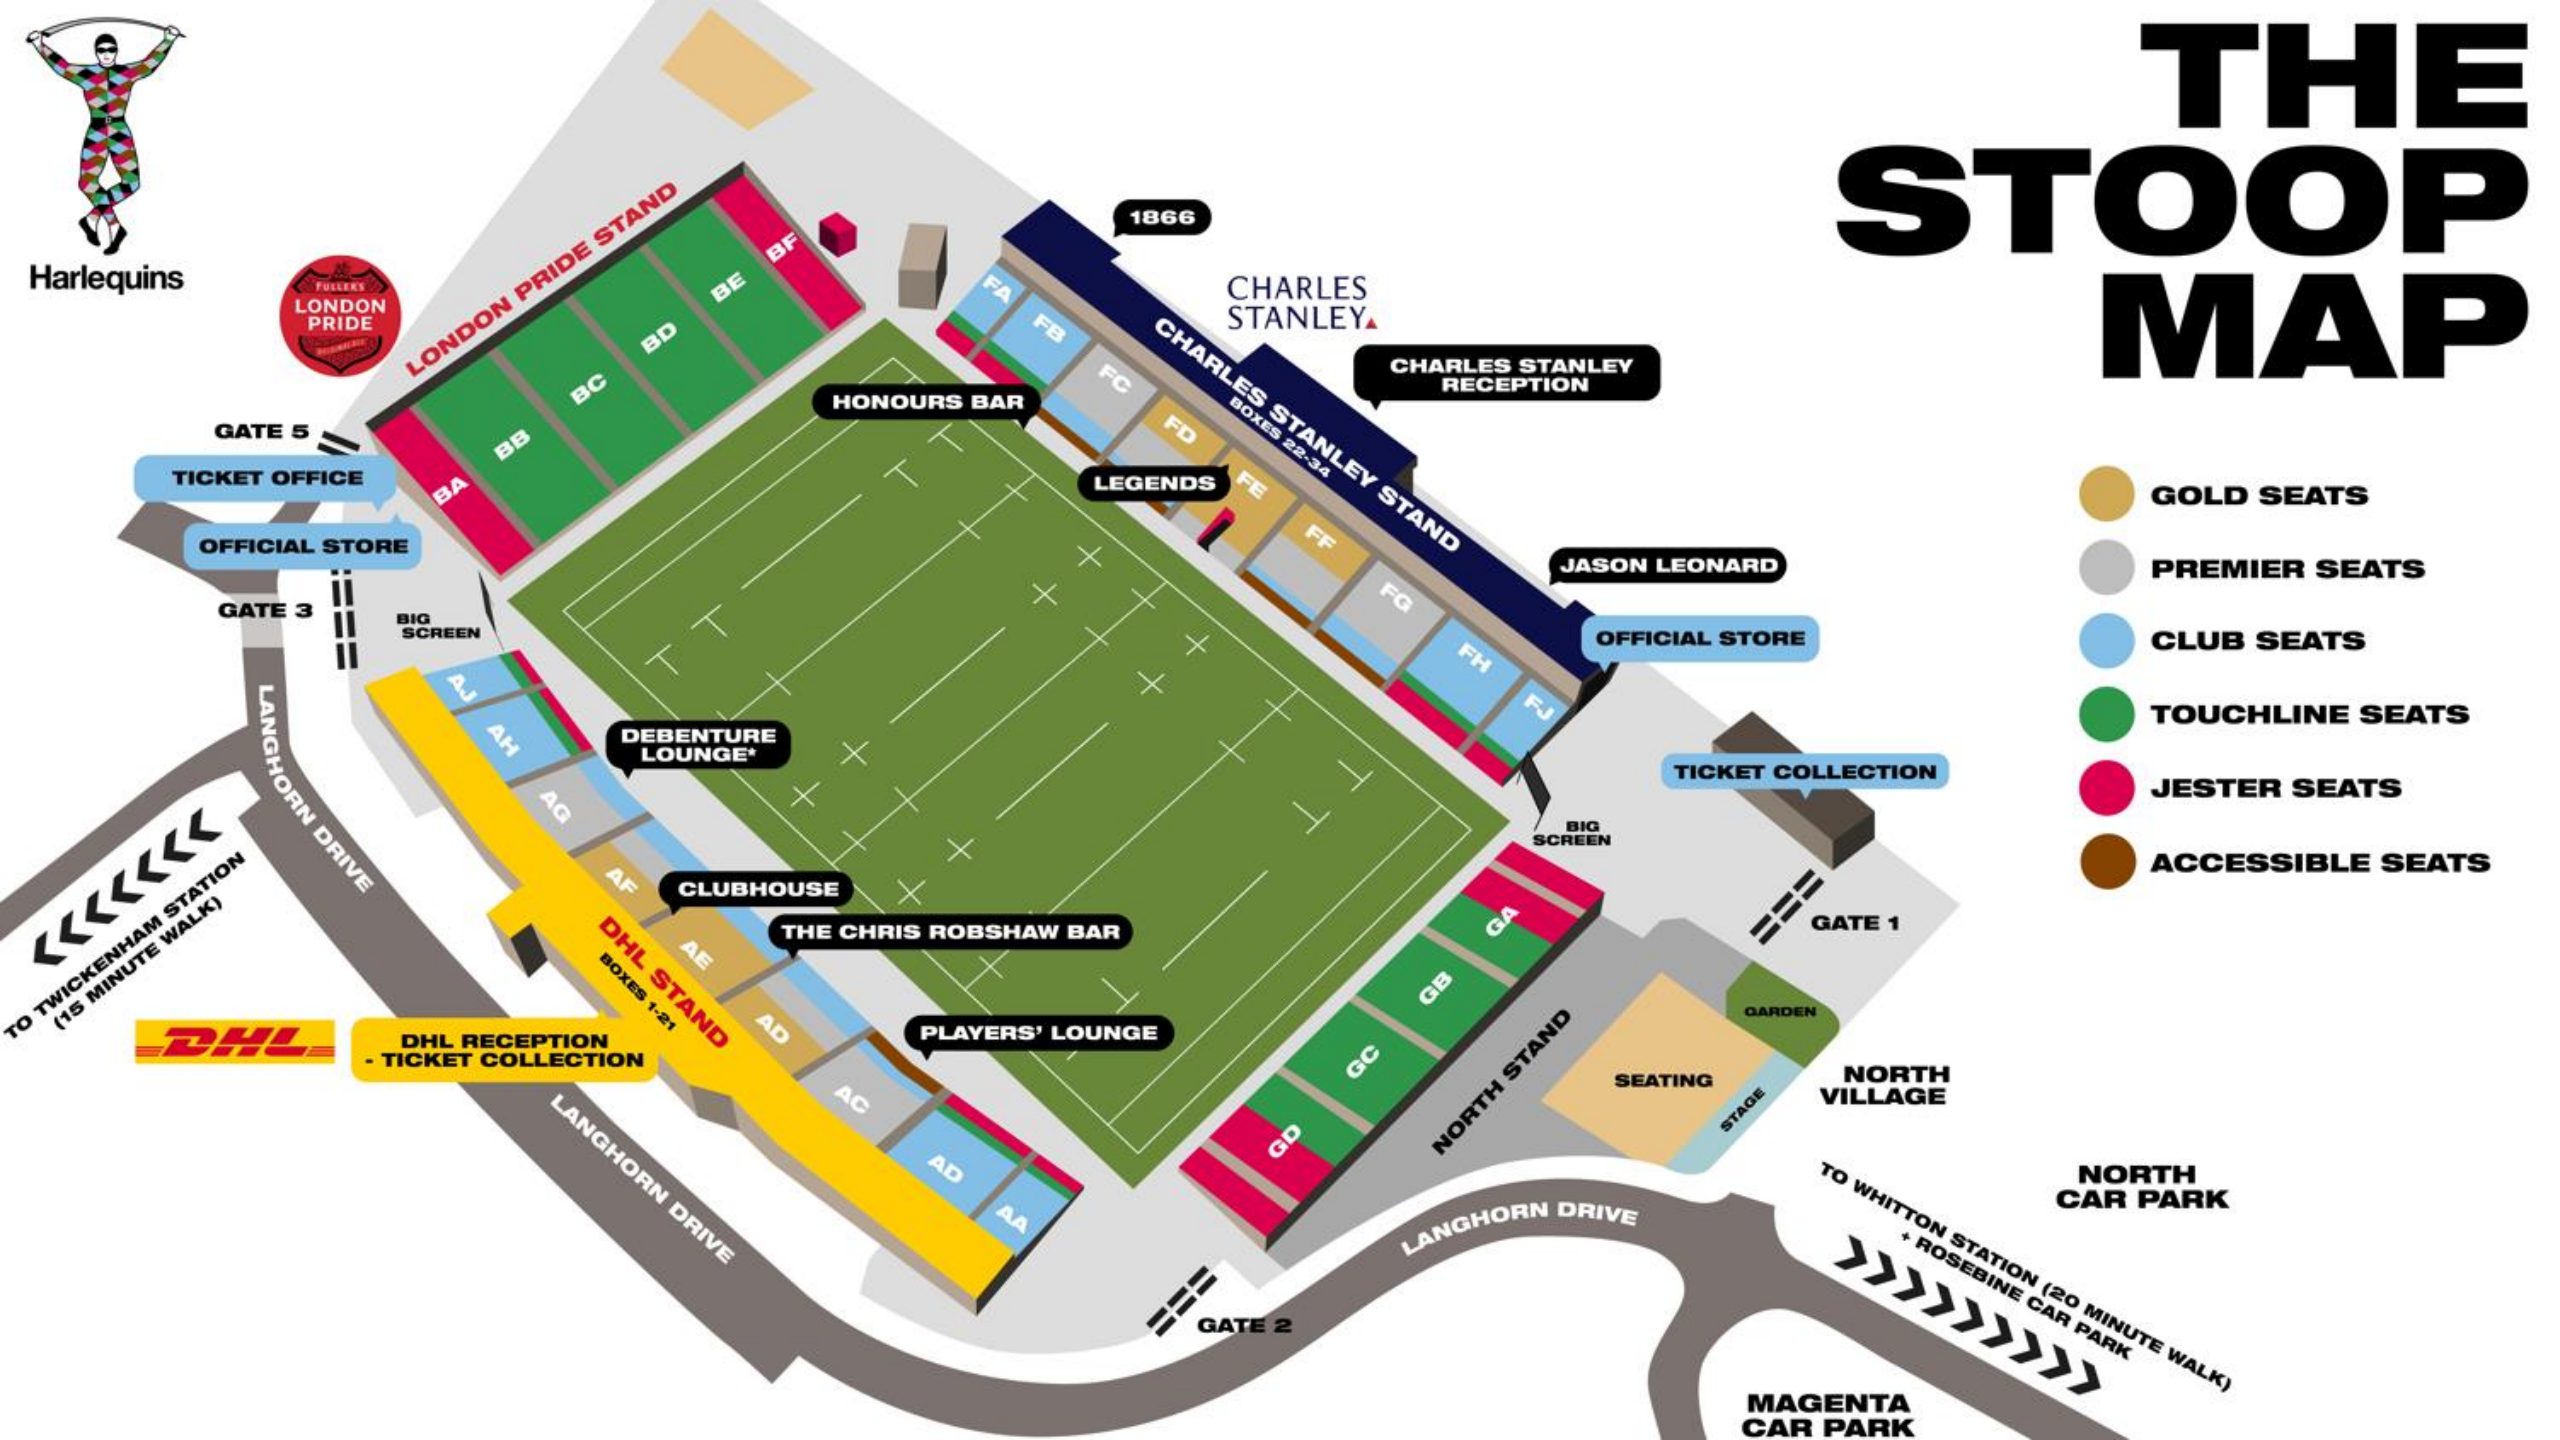 THE
STOOP
MAP
Harlequins
FULLER'S
LONDON
PRIDE
LONDON PRIDE STAND
BA
BB
BC
BD
BE
BF
1866
CHARLES
STANLEY
CHARLES STANLEY
RECEPTION
CHARLES STANLEY STAND
BOXES 22-34
FA
FB
FC
FD
FE
FF
FG
FH
FJ
HONOURS BAR
LEGENDS
JASON LEONARD
OFFICIAL STORE
TICKET COLLECTION
BIG
SCREEN
GATE 1
GATE 5
TICKET OFFICE
OFFICIAL STORE
GATE 3
BIG
SCREEN
AJ
AH
AG
AF
AE
AD
AC
AD
AA
DEBENTURE
LOUNGE*
CLUBHOUSE
THE CHRIS ROBSHAW BAR
PLAYERS' LOUNGE
DHL STAND
BOXES 1-21
DHL
DHL RECEPTION
- TICKET COLLECTION
LANGHORN DRIVE
TO TWICKENHAM STATION
(15 MINUTE WALK)
LANGHORN DRIVE
GA
GB
GC
GD
NORTH STAND
SEATING
GARDEN
STAGE
NORTH
VILLAGE
NORTH
CAR PARK
GATE 2
LANGHORN DRIVE
TO WHITTON STATION (20 MINUTE WALK)
+ ROSEBINE CAR PARK
MAGENTA
CAR PARK
GOLD SEATS
PREMIER SEATS
CLUB SEATS
TOUCHLINE SEATS
JESTER SEATS
ACCESSIBLE SEATS